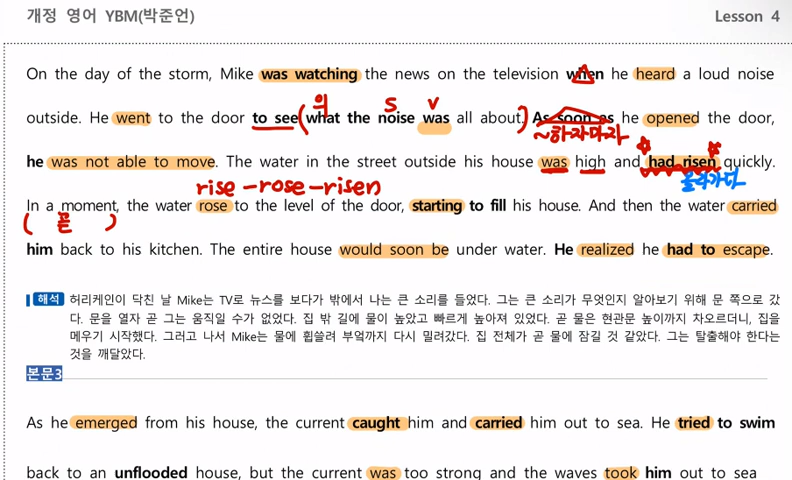 개정 영어 YBM(박준언) Lesson 4
On the day of the storm, Mike was watching the news on the television when he heard a loud noise
의 S V
outside. He went to the door to see (what the noise was all about.) As soon as he opened the door,
~하자마자
he was not able to move. The water in the street outside his house was high and had risen quickly.
rise - rose - risen 올라가다
In a moment, the water rose to the level of the door, starting to fill his house. And then the water carried
( 곧 )
him back to his kitchen. The entire house would soon be under water. He realized he had to escape.
해석 허리케인이 닥친 날 Mike는 TV로 뉴스를 보다가 밖에서 나는 큰 소리를 들었다. 그는 큰 소리가 무엇인지 알아보기 위해 문 쪽으로 갔
다. 문을 열자 곧 그는 움직일 수가 없었다. 집 밖 길에 물이 높았고 빠르게 높아져 있었다. 곧 물은 현관문 높이까지 차오르더니, 집을
메우기 시작했다. 그러고 나서 Mike는 물에 휩쓸려 부엌까지 다시 밀려갔다. 집 전체가 곧 물에 잠길 것 같았다. 그는 탈출해야 한다는
것을 깨달았다.
본문3
As he emerged from his house, the current caught him and carried him out to sea. He tried to swim
back to an unflooded house, but the current was too strong and the waves took him out to sea